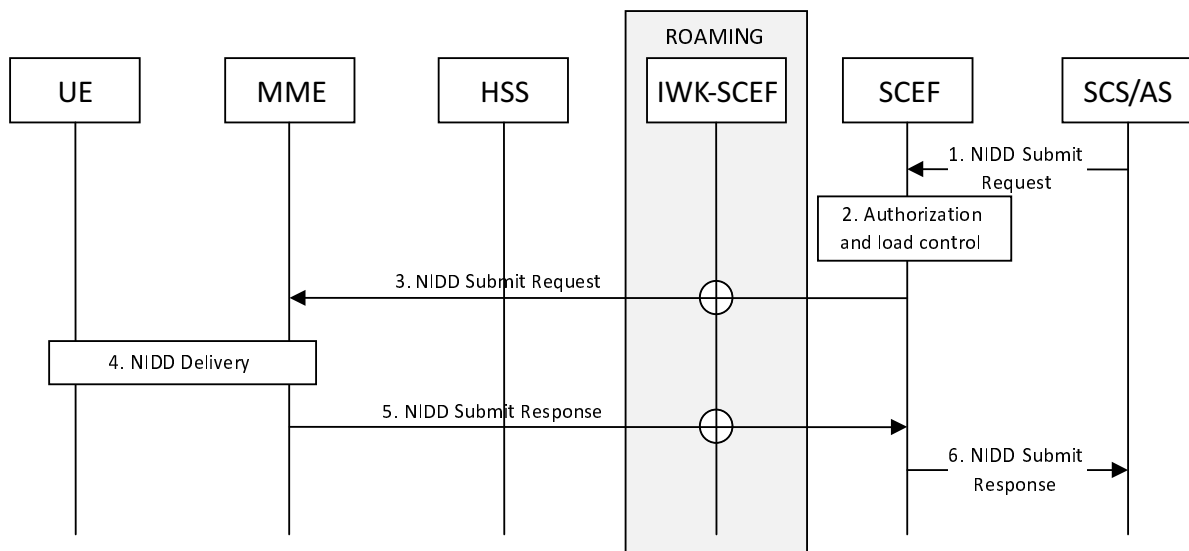 ROAMING
UE
MME
HSS
IWK-SCEF
SCEF
SCS/AS
1. NIDD Submit
Request
2. Authorization
and load control
3. NIDD Submit Request
4. NIDD Delivery
5. NIDD Submit Response
6. NIDD Submit
Response